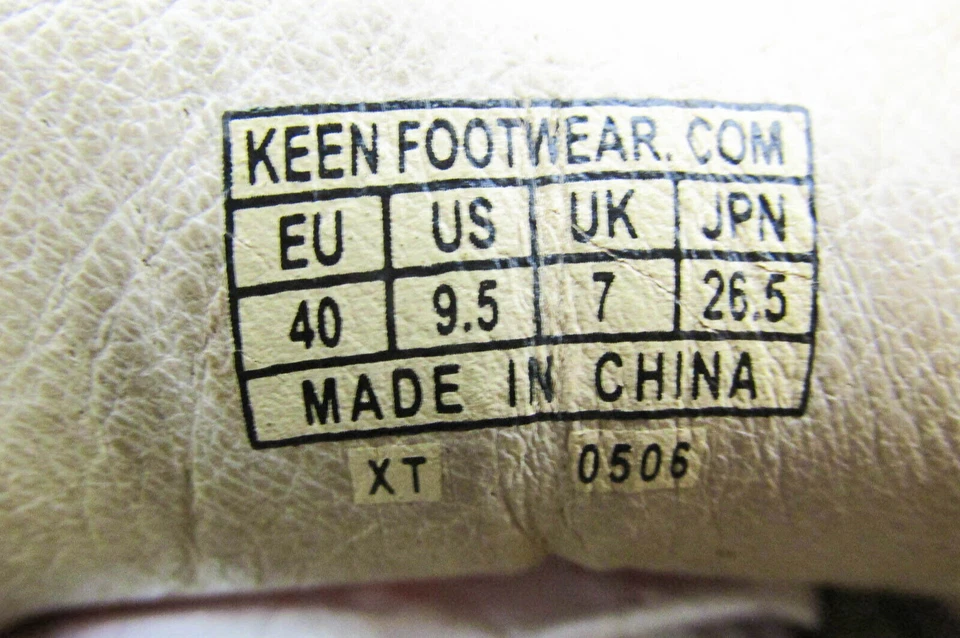 KEEN FOOTWEAR. COM
EU US UK JPN
40 9.5 7 26.5
MADE IN CHINA
XT 0506